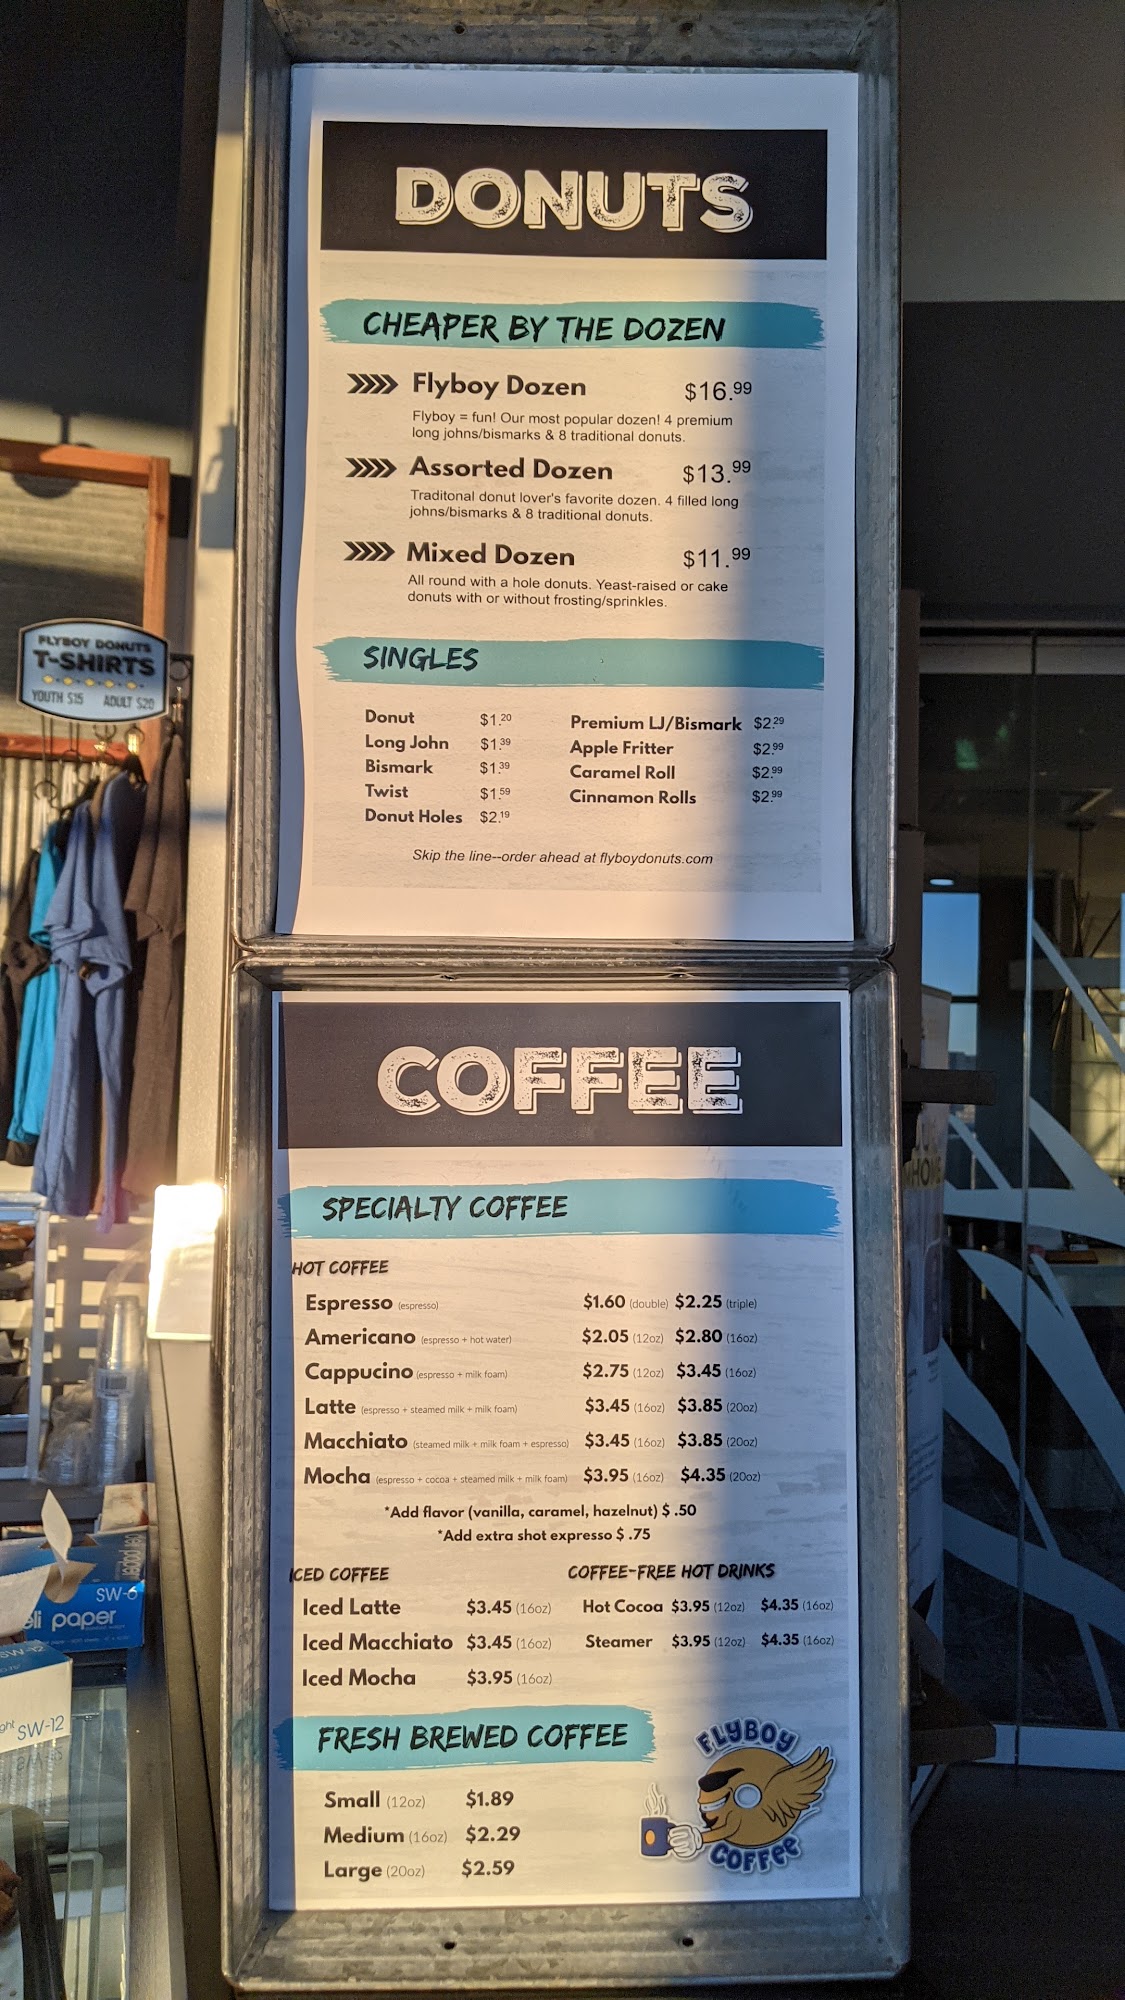 DONUTS
CHEAPER BY THE DOZEN
Flyboy Dozen $16.99
Flyboy = fun! Our most popular dozen! 4 premium
long johns/bismarks & 8 traditional donuts.
Assorted Dozen $13.99
Traditonal donut lover's favorite dozen. 4 filled long
johns/bismarks & 8 traditional donuts.
Mixed Dozen $11.99
All round with a hole donuts. Yeast-raised or cake
donuts with or without frosting/sprinkles.
SINGLES
Donut $1.20
Long John $1.39
Bismark $1.39
Twist $1.59
Donut Holes $2.19
Premium LJ/Bismark $2.29
Apple Fritter $2.99
Caramel Roll $2.99
Cinnamon Rolls $2.99
Skip the line--order ahead at flyboydonuts.com
COFFEE
SPECIALTY COFFEE
HOT COFFEE
Espresso (espresso) $1.60 (double) $2.25 (triple)
Americano (espresso + hot water) $2.05 (12oz) $2.80 (16oz)
Cappucino (espresso + milk foam) $2.75 (12oz) $3.45 (16oz)
Latte (espresso + steamed milk + milk foam) $3.45 (16oz) $3.85 (20oz)
Macchiato (steamed milk + milk foam + espresso) $3.45 (16oz) $3.85 (20oz)
Mocha (espresso + cocoa + steamed milk + milk foam) $3.95 (16oz) $4.35 (20oz)
*Add flavor (vanilla, caramel, hazelnut) $ .50
*Add extra shot expresso $ .75
ICED COFFEE
Iced Latte $3.45 (16oz)
Iced Macchiato $3.45 (16oz)
Iced Mocha $3.95 (16oz)
COFFEE-FREE HOT DRINKS
Hot Cocoa $3.95 (12oz) $4.35 (16oz)
Steamer $3.95 (12oz) $4.35 (16oz)
FRESH BREWED COFFEE
Small (12oz) $1.89
Medium (16oz) $2.29
Large (20oz) $2.59
FLYBOY
COFFEE
FLYBOY DONUTS
T-SHIRTS
YOUTH $15 ADULT $20
SW-6
deli paper
SW-12